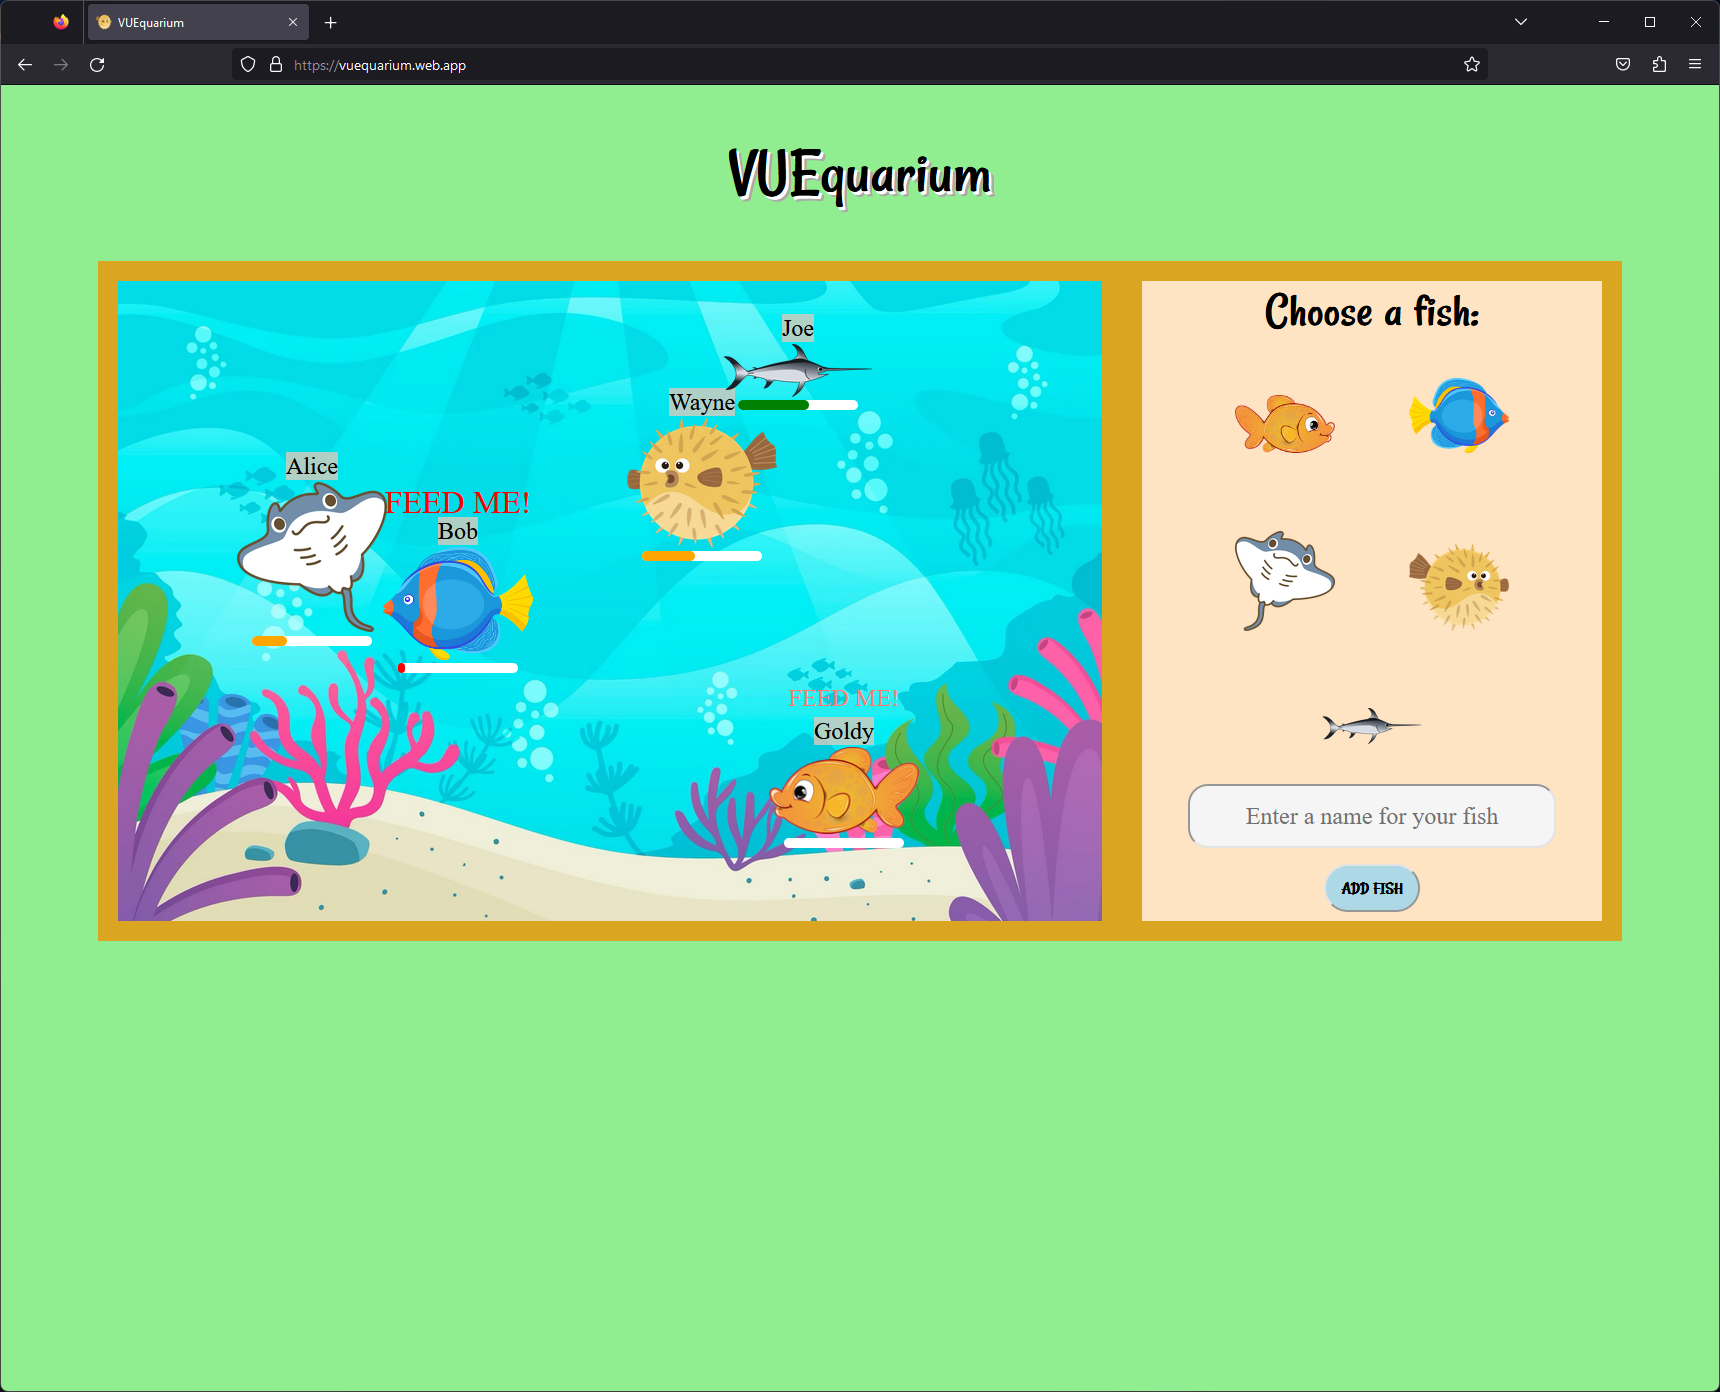 VUEquarium
https://vuequarium.web.app
VUEquarium
Joe
Wayne
Alice
FEED ME!
Bob
FEED ME!
Goldy
Choose a fish:
Enter a name for your fish
ADD FISH